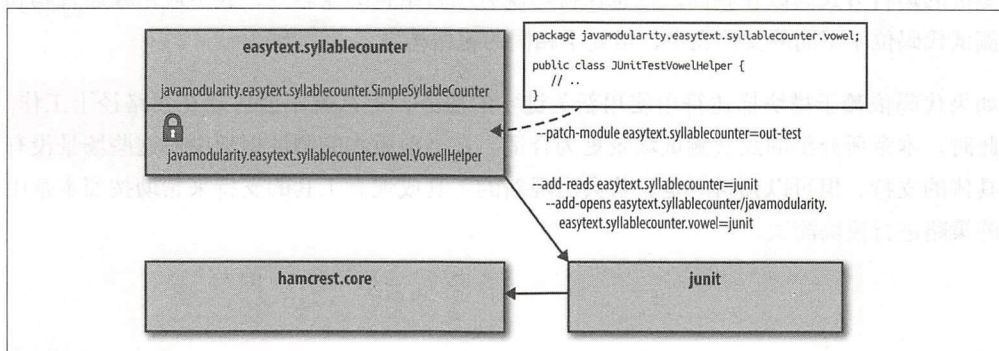 package javamodularity.easytext.syllablecounter.vowel;
public class JUnitTestVowelHelper {
// ..
}
easytext.syllablecounter
javamodularity.easytext.syllablecounter.SimpleSyllableCounter
javamodularity.easytext.syllablecounter.vowel.VowellHelper
--patch-module easytext.syllablecounter=out-test
--add-reads easytext.syllablecounter=junit
--add-opens easytext.syllablecounter/javamodularity.
easytext.syllablecounter.vowel=junit
hamcrest.core
junit